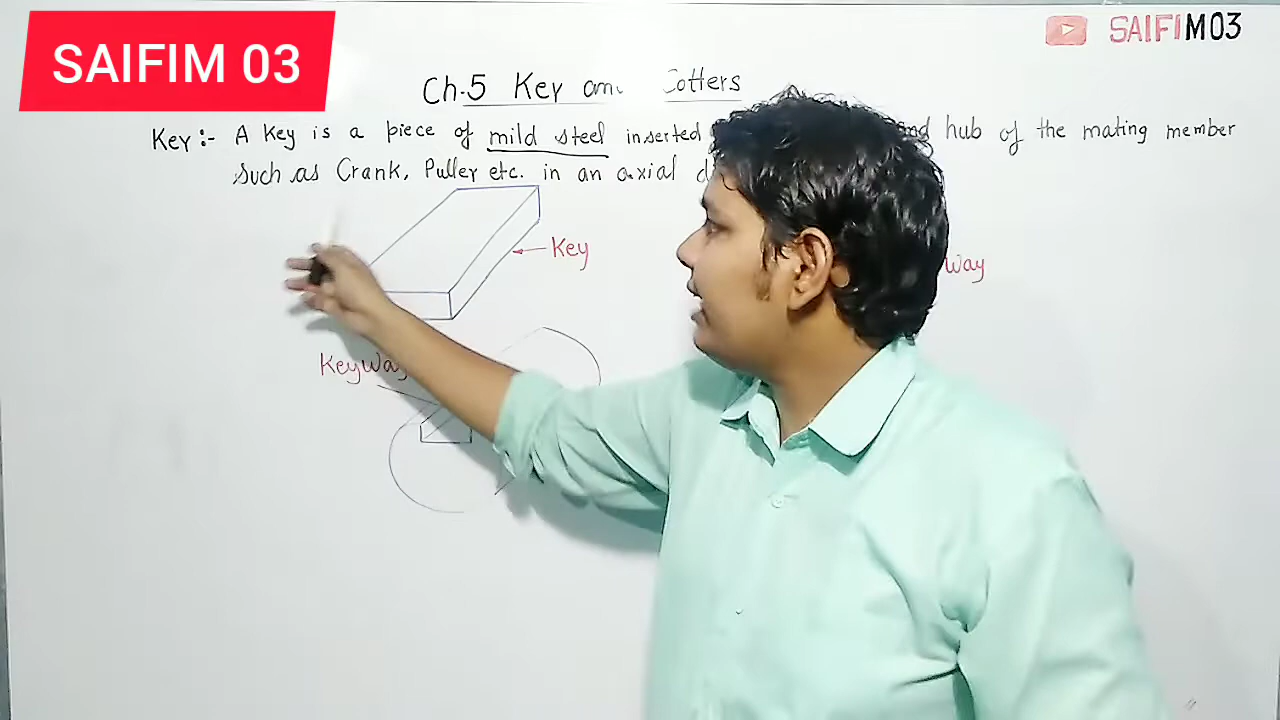 SAIFIM 03
SAIFIM03
Ch.5 Key and Cotters
Key:- A Key is a piece of mild steel inserted hub of the mating member
such as Crank, Puller etc. in an axial
Key
way
Keyway